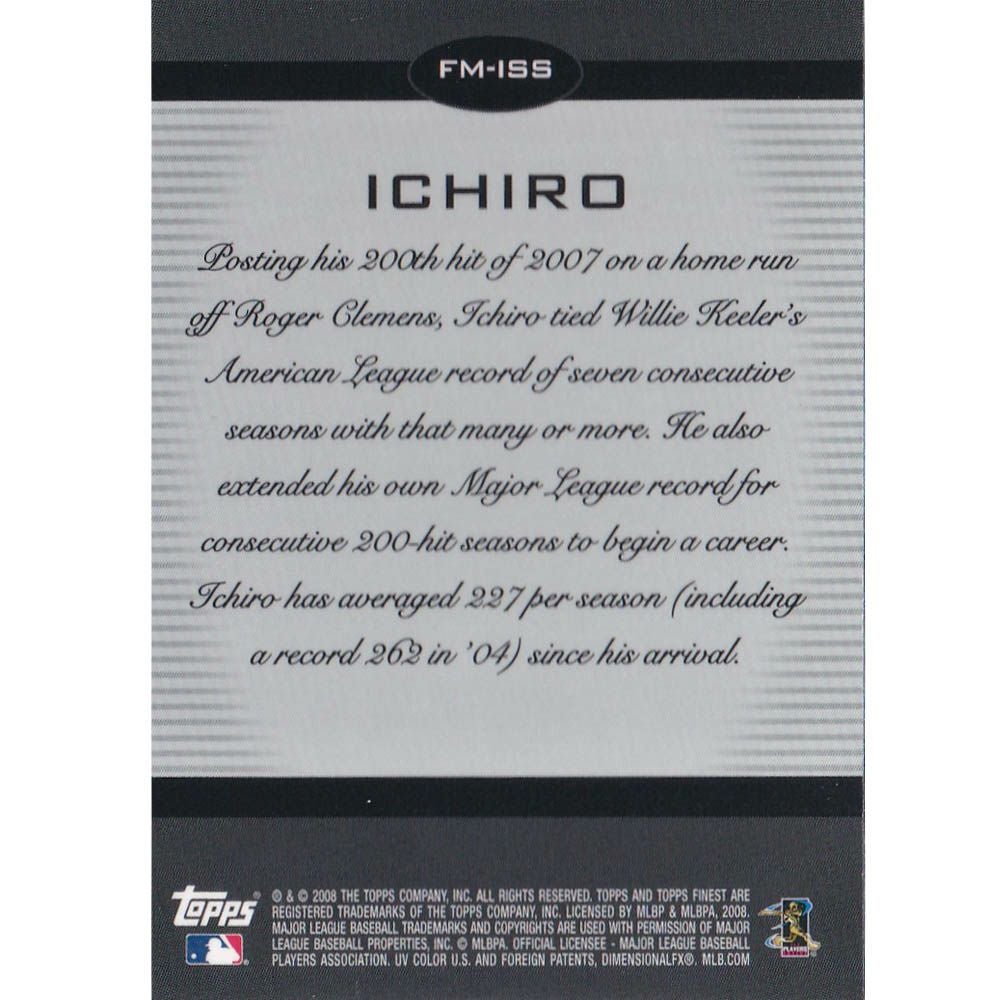 FM-ISS
ICHIRO
Posting his 200th hit of 2007 on a home run
off Roger Clemens, Ichiro tied Willie Keeler's
American League record of seven consecutive
seasons with that many or more. He also
extended his own Major League record for
consecutive 200-hit seasons to begin a career.
Ichiro has averaged 227 per season (including
a record 262 in '04) since his arrival.
topps
® & © 2008 THE TOPPS COMPANY, INC. ALL RIGHTS RESERVED. TOPPS AND TOPPS FINEST ARE
REGISTERED TRADEMARKS OF THE TOPPS COMPANY, INC. LICENSED BY MLBP & MLBPA, 2008.
MAJOR LEAGUE BASEBALL TRADEMARKS AND COPYRIGHTS ARE USED WITH PERMISSION OF MAJOR
LEAGUE BASEBALL PROPERTIES, INC. © MLBPA. OFFICIAL LICENSEE - MAJOR LEAGUE BASEBALL
PLAYERS ASSOCIATION. UV COLOR U.S. AND FOREIGN PATENTS, DIMENSIONALFX®. MLB.COM
PLAYERS